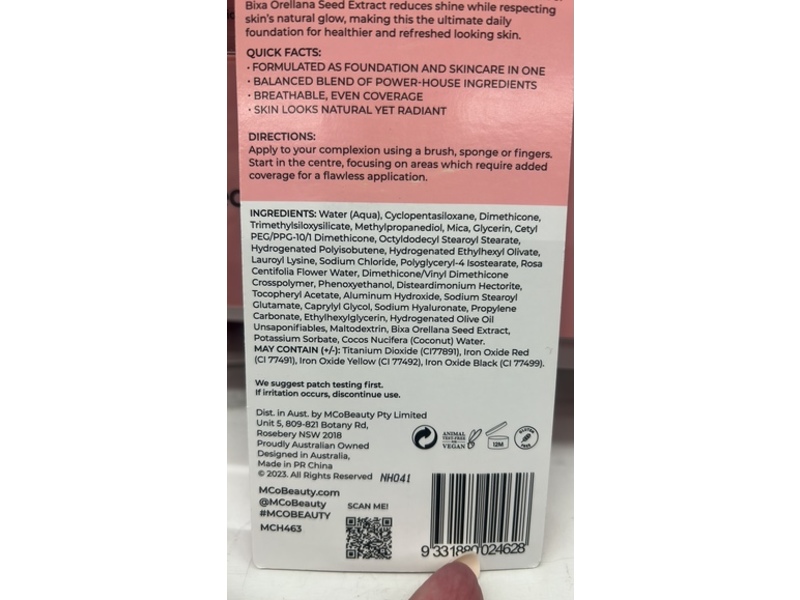 Bixa Orellana Seed Extract reduces shine while respecting
skin's natural glow, making this the ultimate daily
foundation for healthier and refreshed looking skin.
QUICK FACTS:
· FORMULATED AS FOUNDATION AND SKINCARE IN ONE
· BALANCED BLEND OF POWER-HOUSE INGREDIENTS
· BREATHABLE, EVEN COVERAGE
· SKIN LOOKS NATURAL YET RADIANT
DIRECTIONS:
Apply to your complexion using a brush, sponge or fingers.
Start in the centre, focusing on areas which require added
coverage for a flawless application.
INGREDIENTS: Water (Aqua), Cyclopentasiloxane, Dimethicone,
Trimethylsiloxysilicate, Methylpropanediol, Mica, Glycerin, Cetyl
PEG/PPG-10/1 Dimethicone, Octyldodecyl Stearoyl Stearate,
Hydrogenated Polyisobutene, Hydrogenated Ethylhexyl Olivate,
Lauroyl Lysine, Sodium Chloride, Polyglyceryl-4 Isostearate, Rosa
Centifolia Flower Water, Dimethicone/Vinyl Dimethicone
Crosspolymer, Phenoxyethanol, Disteardimonium Hectorite,
Tocopheryl Acetate, Aluminum Hydroxide, Sodium Stearoyl
Glutamate, Caprylyl Glycol, Sodium Hyaluronate, Propylene
Carbonate, Ethylhexylglycerin, Hydrogenated Olive Oil
Unsaponifiables, Maltodextrin, Bixa Orellana Seed Extract,
Potassium Sorbate, Cocos Nucifera (Coconut) Water.
MAY CONTAIN (+/-): Titanium Dioxide (CI77891), Iron Oxide Red
(CI 77491), Iron Oxide Yellow (CI 77492), Iron Oxide Black (CI 77499).
We suggest patch testing first.
If irritation occurs, discontinue use.
Dist. in Aust. by MCoBeauty Pty Limited
Unit 5, 809-821 Botany Rd,
Rosebery NSW 2018
Proudly Australian Owned
Designed in Australia,
Made in PR China
© 2023. All Rights Reserved NH041
ANIMAL
TEST-FREE
VEGAN
12M
GLUTEN
FREE
MCoBeauty.com
@MCoBeauty
#MCOBEAUTY
MCH463
SCAN ME!
9 331880 024628